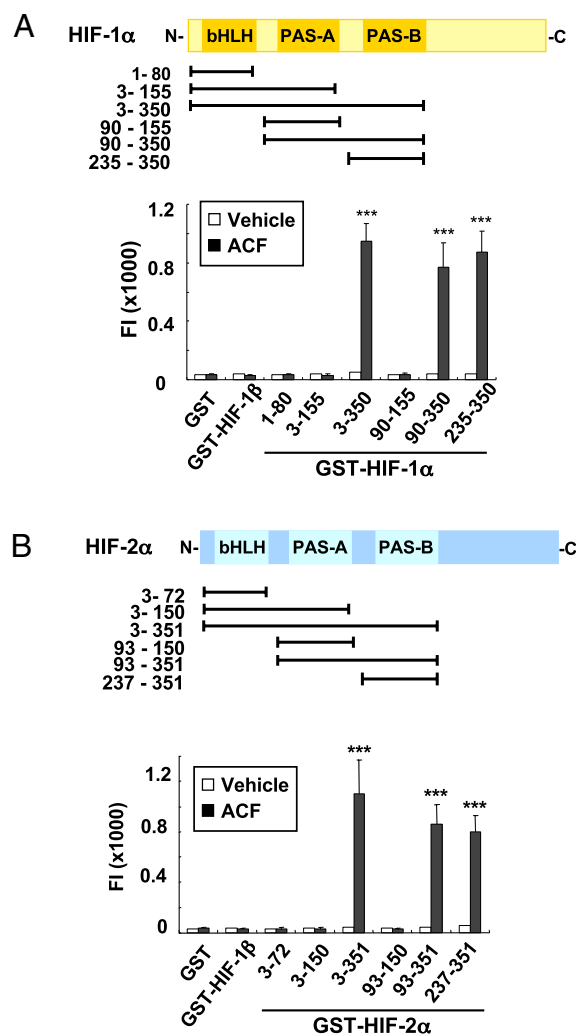 A
HIF-1α N- bHLH PAS-A PAS-B -C
1- 80
3-155
3-350
90 - 155
90 - 350
235 - 350
1.2
0.8
0.4
0
FI (x1000)
Vehicle
ACF
*** *** ***
GST GST-HIF-1β 1-80 3-155 3-350 90-155 90-350 235-350
GST-HIF-1α
B
HIF-2α N- bHLH PAS-A PAS-B -C
3- 72
3- 150
3- 351
93 - 150
93 - 351
237 - 351
1.2
0.8
0.4
0
FI (x1000)
Vehicle
ACF
*** *** ***
GST GST-HIF-1β 3-72 3-150 3-351 93-150 93-351 237-351
GST-HIF-2α